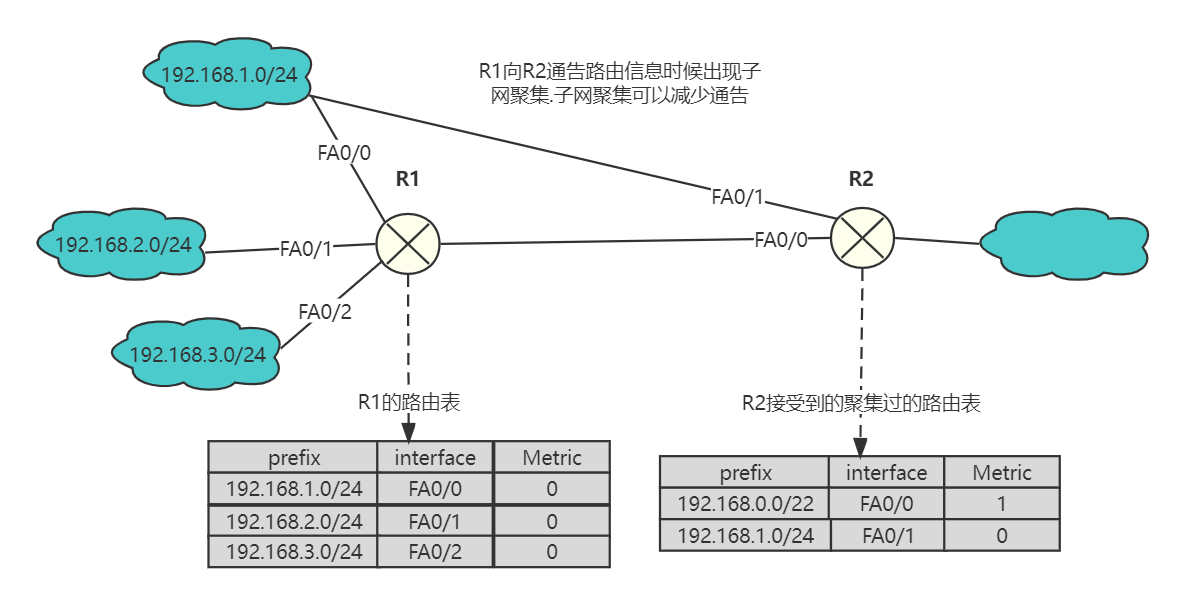 192.168.1.0/24
R1向R2通告路由信息时候出现子
网聚集.子网聚集可以减少通告
FA0/0
R1
R2
FA0/1
192.168.2.0/24
FA0/1
FA0/0
FA0/2
192.168.3.0/24
R1的路由表
R2接受到的聚集过的路由表
prefix interface Metric
192.168.1.0/24 FA0/0 0
192.168.2.0/24 FA0/1 0
192.168.3.0/24 FA0/2 0
prefix interface Metric
192.168.0.0/22 FA0/0 1
192.168.1.0/24 FA0/1 0